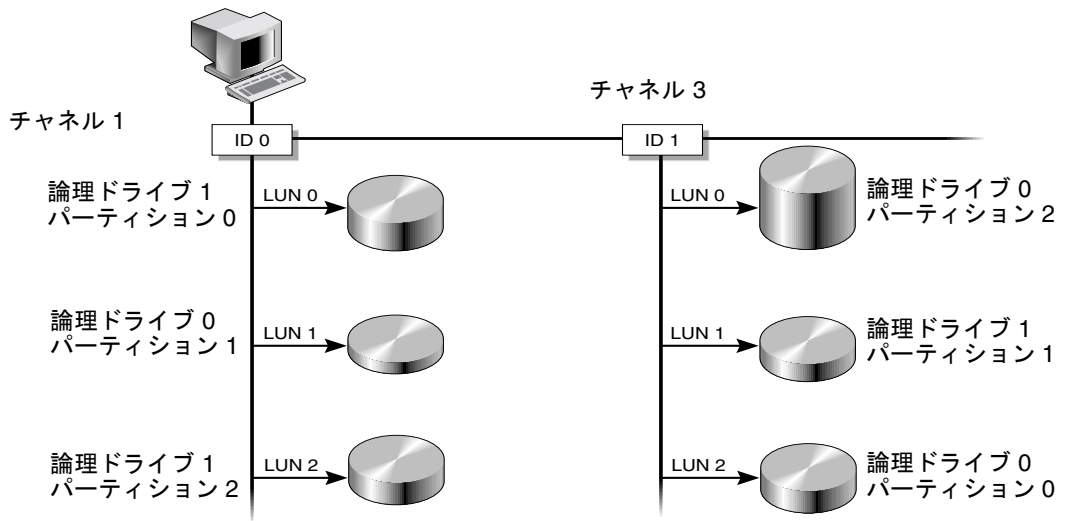 チャネル 1
チャネル 3
ID 0
ID 1
論理ドライブ 1
パーティション 0
LUN 0
LUN 0
論理ドライブ 0
パーティション 2
論理ドライブ 0
パーティション 1
LUN 1
LUN 1
論理ドライブ 1
パーティション 1
論理ドライブ 1
パーティション 2
LUN 2
LUN 2
論理ドライブ 0
パーティション 0